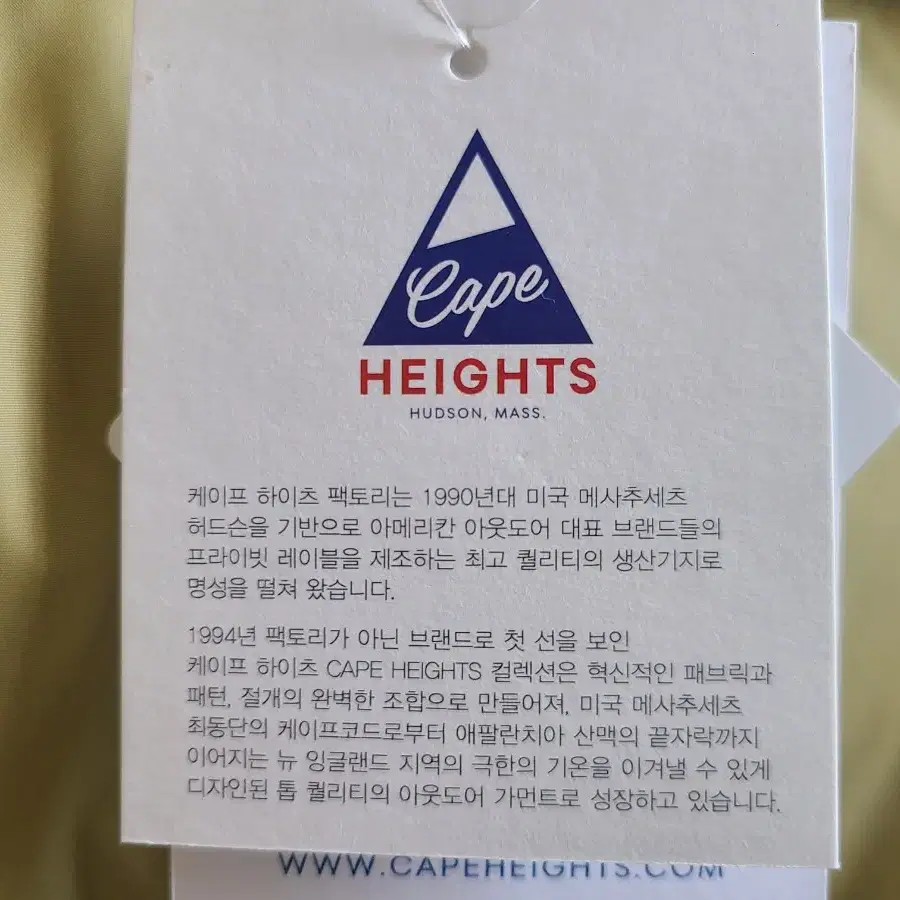 Cape
HEIGHTS
HUDSON, MASS.
케이프 하이츠 팩토리는 1990년대 미국 메사추세츠
허드슨을 기반으로 아메리칸 아웃도어 대표 브랜드들의
프라이빗 레이블을 제조하는 최고 퀄리티의 생산기지로
명성을 떨쳐 왔습니다.
1994년 팩토리가 아닌 브랜드로 첫 선을 보인
케이프 하이츠 CAPE HEIGHTS 컬렉션은 혁신적인 패브릭과
패턴, 절개의 완벽한 조합으로 만들어져, 미국 메사추세츠
최동단의 케이프코드로부터 애팔란치아 산맥의 끝자락까지
이어지는 뉴 잉글랜드 지역의 극한의 기온을 이겨낼 수 있게
디자인된 톱 퀄리티의 아웃도어 가먼트로 성장하고 있습니다.
WWW.CAPEHEIGHTS.COM